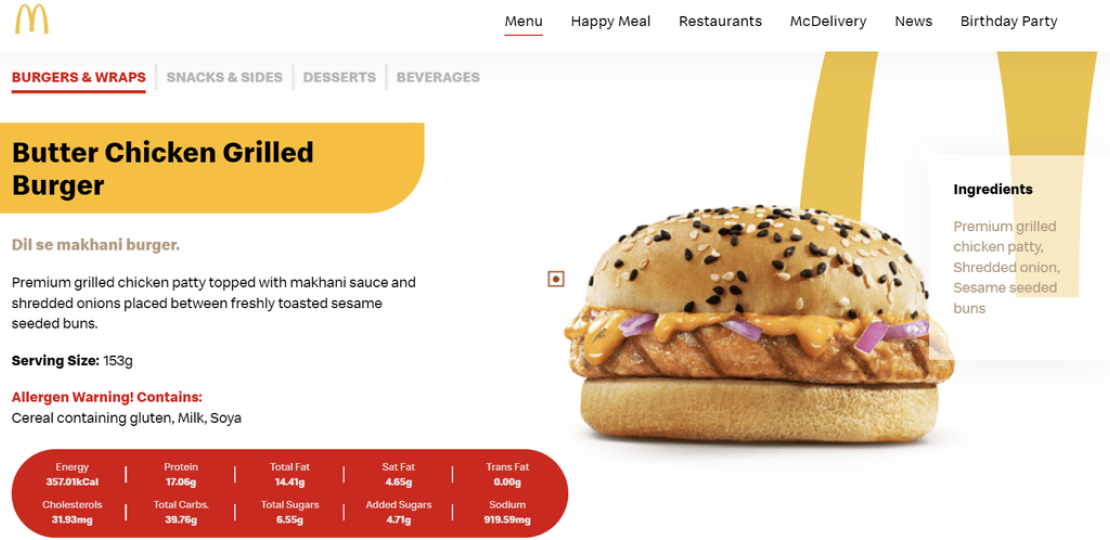 Menu Happy Meal Restaurants McDelivery News Birthday Party
BURGERS & WRAPS SNACKS & SIDES DESSERTS BEVERAGES
Butter Chicken Grilled
Burger
Dil se makhani burger.
Premium grilled chicken patty topped with makhani sauce and
shredded onions placed between freshly toasted sesame
seeded buns.
Serving Size: 153g
Allergen Warning! Contains:
Cereal containing gluten, Milk, Soya
Energy Protein Total Fat Sat Fat Trans Fat
357.01kCal 17.06g 14.41g 4.65g 0.00g
Cholesterols Total Carbs. Total Sugars Added Sugars Sodium
31.93mg 39.76g 6.55g 4.71g 919.59mg
Ingredients
Premium grilled
chicken patty,
Shredded onion,
Sesame seeded
buns